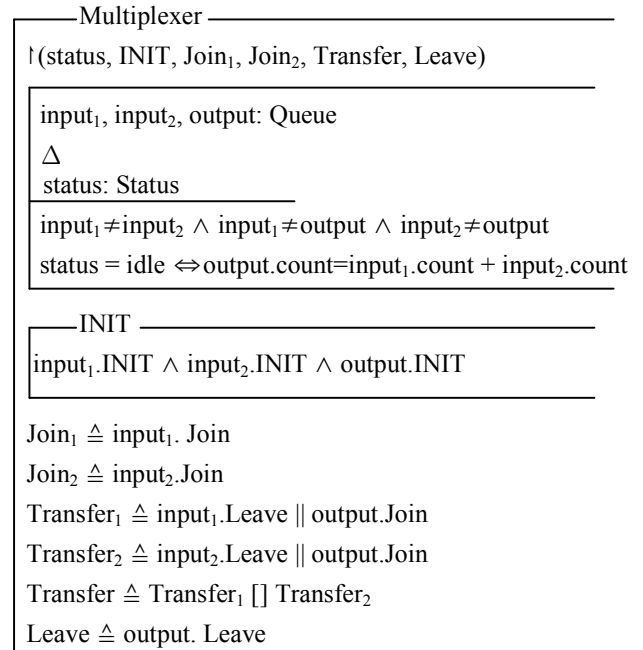 Multiplexer
↾(status, INIT, Join₁, Join₂, Transfer, Leave)
input₁, input₂, output: Queue
Δ
status: Status
input₁≠input₂ ∧ input₁≠output ∧ input₂≠output
status = idle ⇔output.count=input₁.count + input₂.count
INIT
input₁.INIT ∧ input₂.INIT ∧ output.INIT
Join₁ ≙ input₁. Join
Join₂ ≙ input₂.Join
Transfer₁ ≙ input₁.Leave || output.Join
Transfer₂ ≙ input₂.Leave || output.Join
Transfer ≙ Transfer₁ [] Transfer₂
Leave ≙ output. Leave